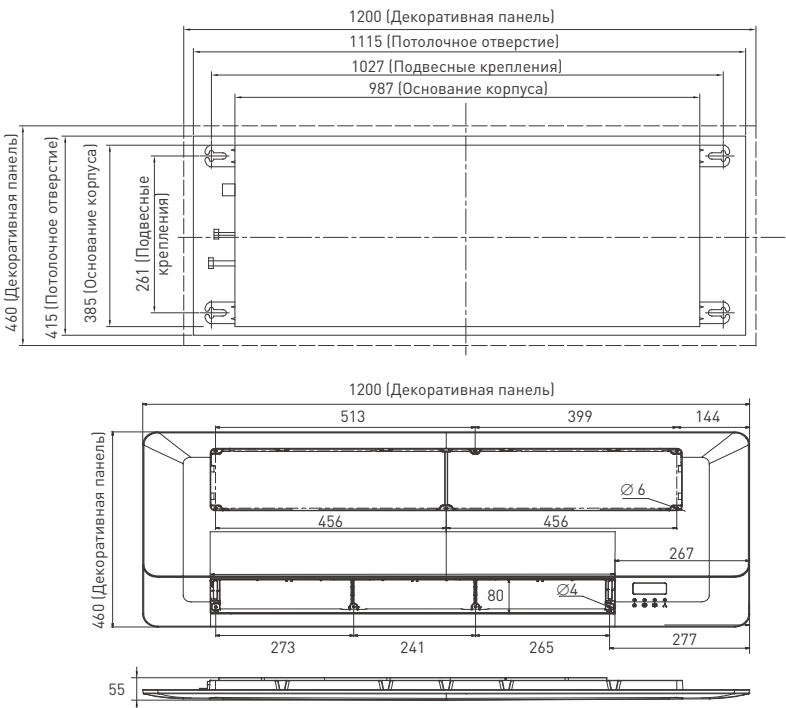 1200 (Декоративная панель)
1115 (Потолочное отверстие)
1027 (Подвесные крепления)
987 (Основание корпуса)
460 (Декоративная панель)
415 (Потолочное отверстие)
385 (Основание корпуса)
261 (Подвесные
крепления)
1200 (Декоративная панель)
513
399
144
460 (Декоративная панель)
Ø 6
456
456
267
80
Ø4
273
241
265
277
55